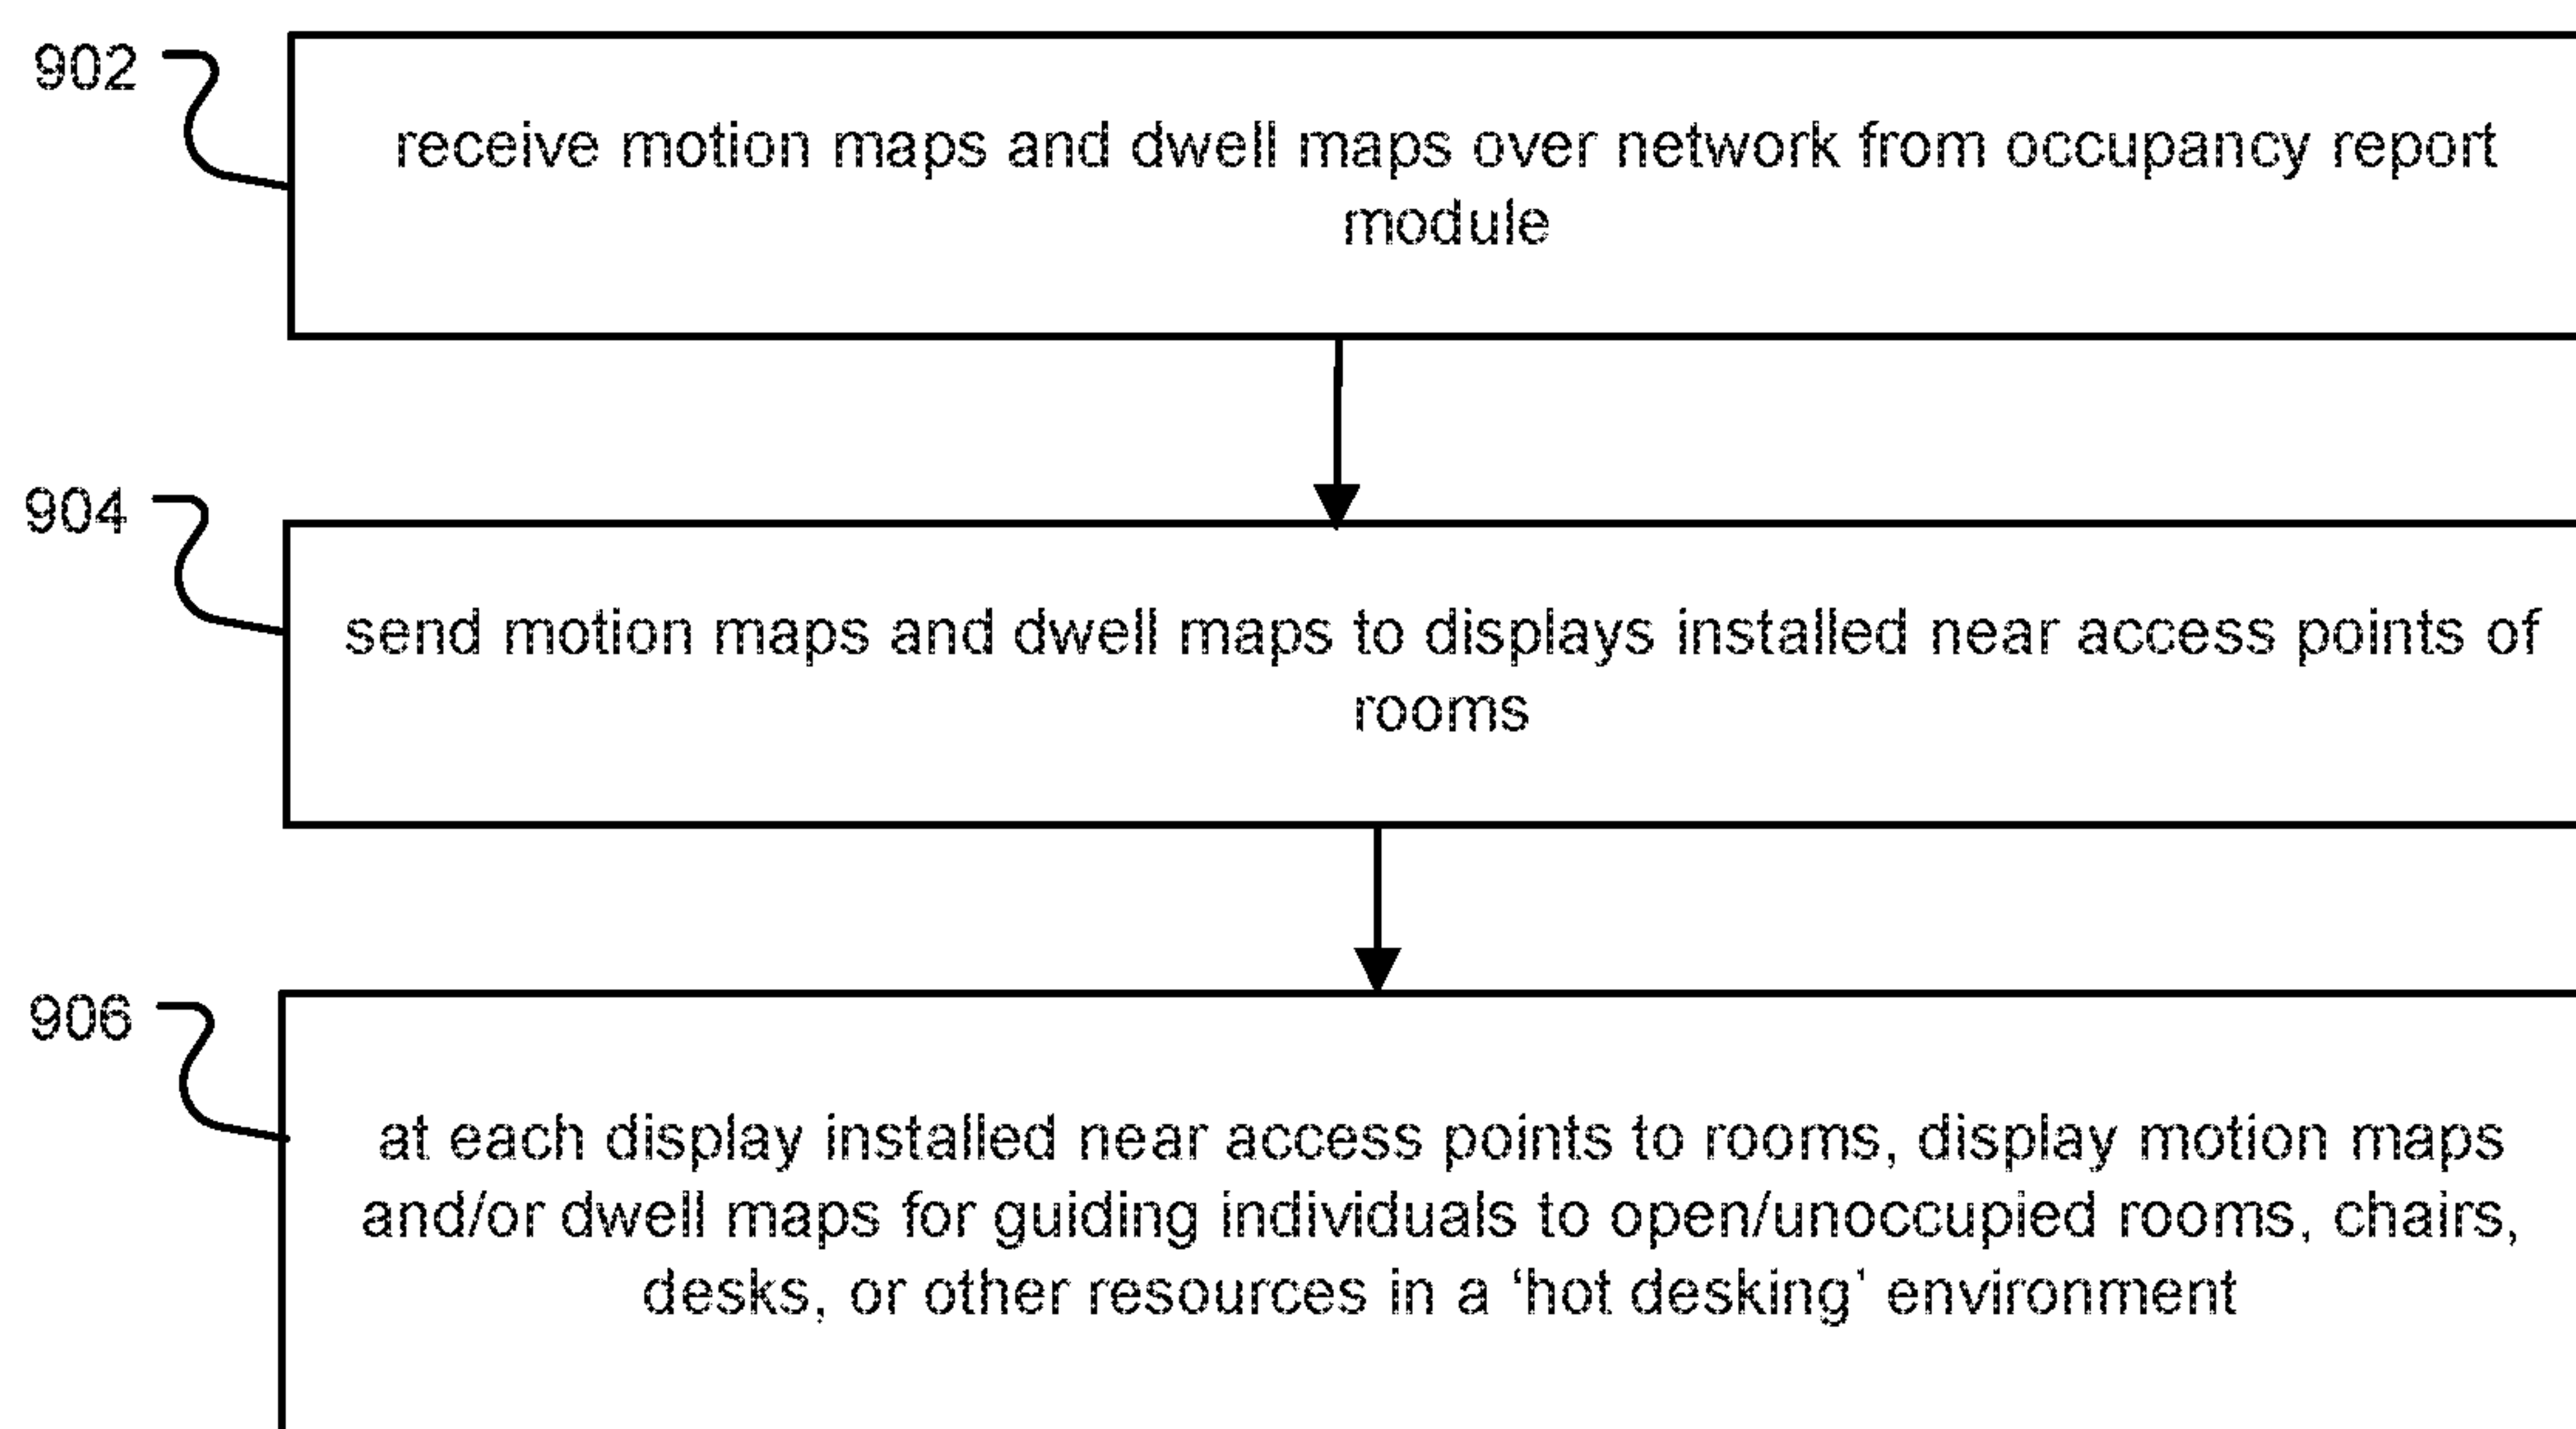 902
receive motion maps and dwell maps over network from occupancy report
module
904
send motion maps and dwell maps to displays installed near access points of
rooms
906
at each display installed near access points to rooms, display motion maps
and/or dwell maps for guiding individuals to open/unoccupied rooms, chairs,
desks, or other resources in a ‘hot desking’ environment